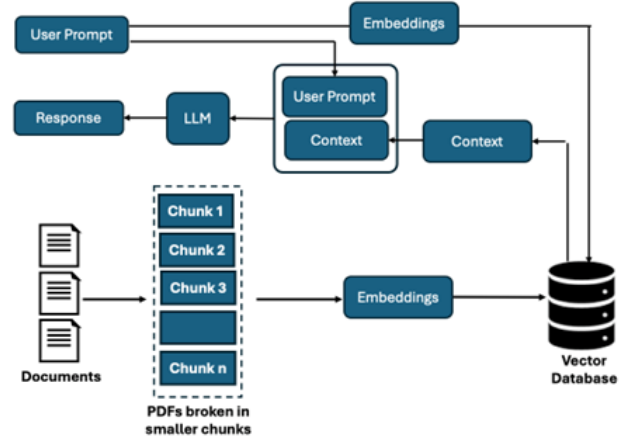 User Prompt
Embeddings
User Prompt
Response
LLM
Context
Context
Chunk 1
Chunk 2
Chunk 3
Chunk n
Embeddings
Documents
Vector
Database
PDFs broken in
smaller chunks